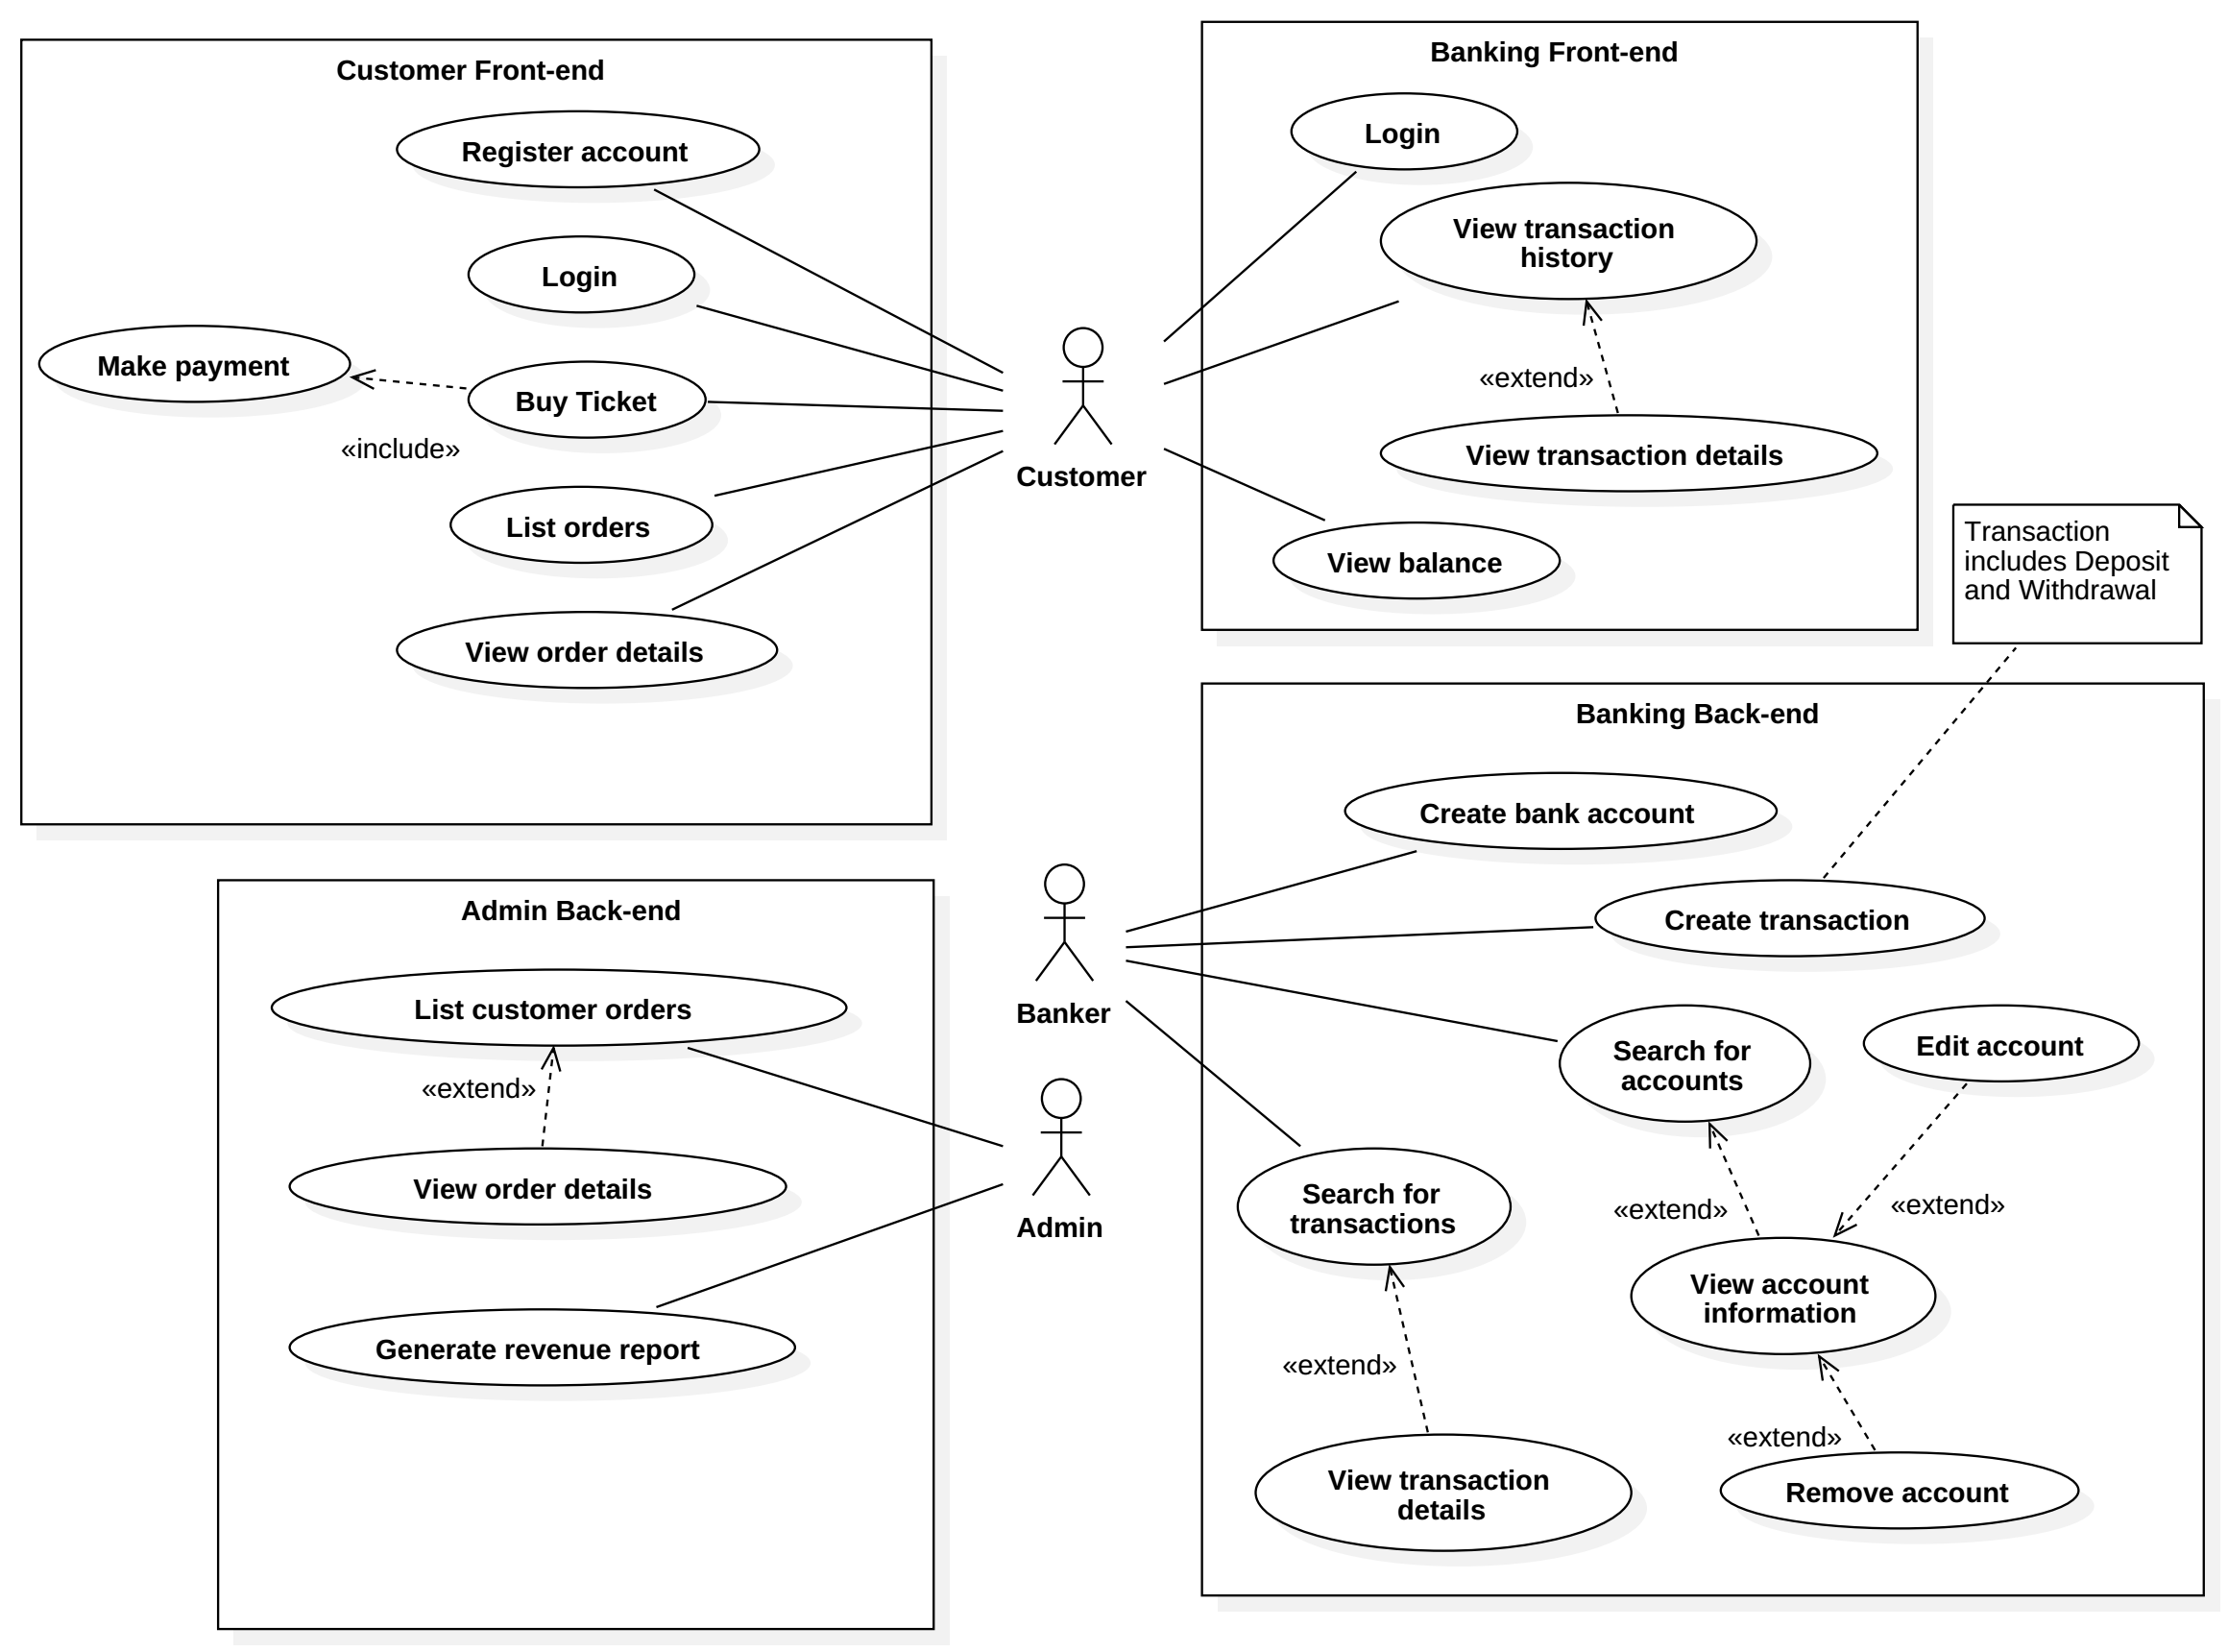 Customer Front-end
Register account
Login
Make payment
Buy Ticket
«include»
List orders
View order details
Customer
Banking Front-end
Login
View transaction
history
«extend»
View transaction details
View balance
Transaction
includes Deposit
and Withdrawal
Admin Back-end
List customer orders
«extend»
View order details
Generate revenue report
Banker
Admin
Banking Back-end
Create bank account
Create transaction
Search for
accounts
Edit account
Search for
transactions
«extend»
«extend»
View account
information
«extend»
«extend»
View transaction
details
Remove account